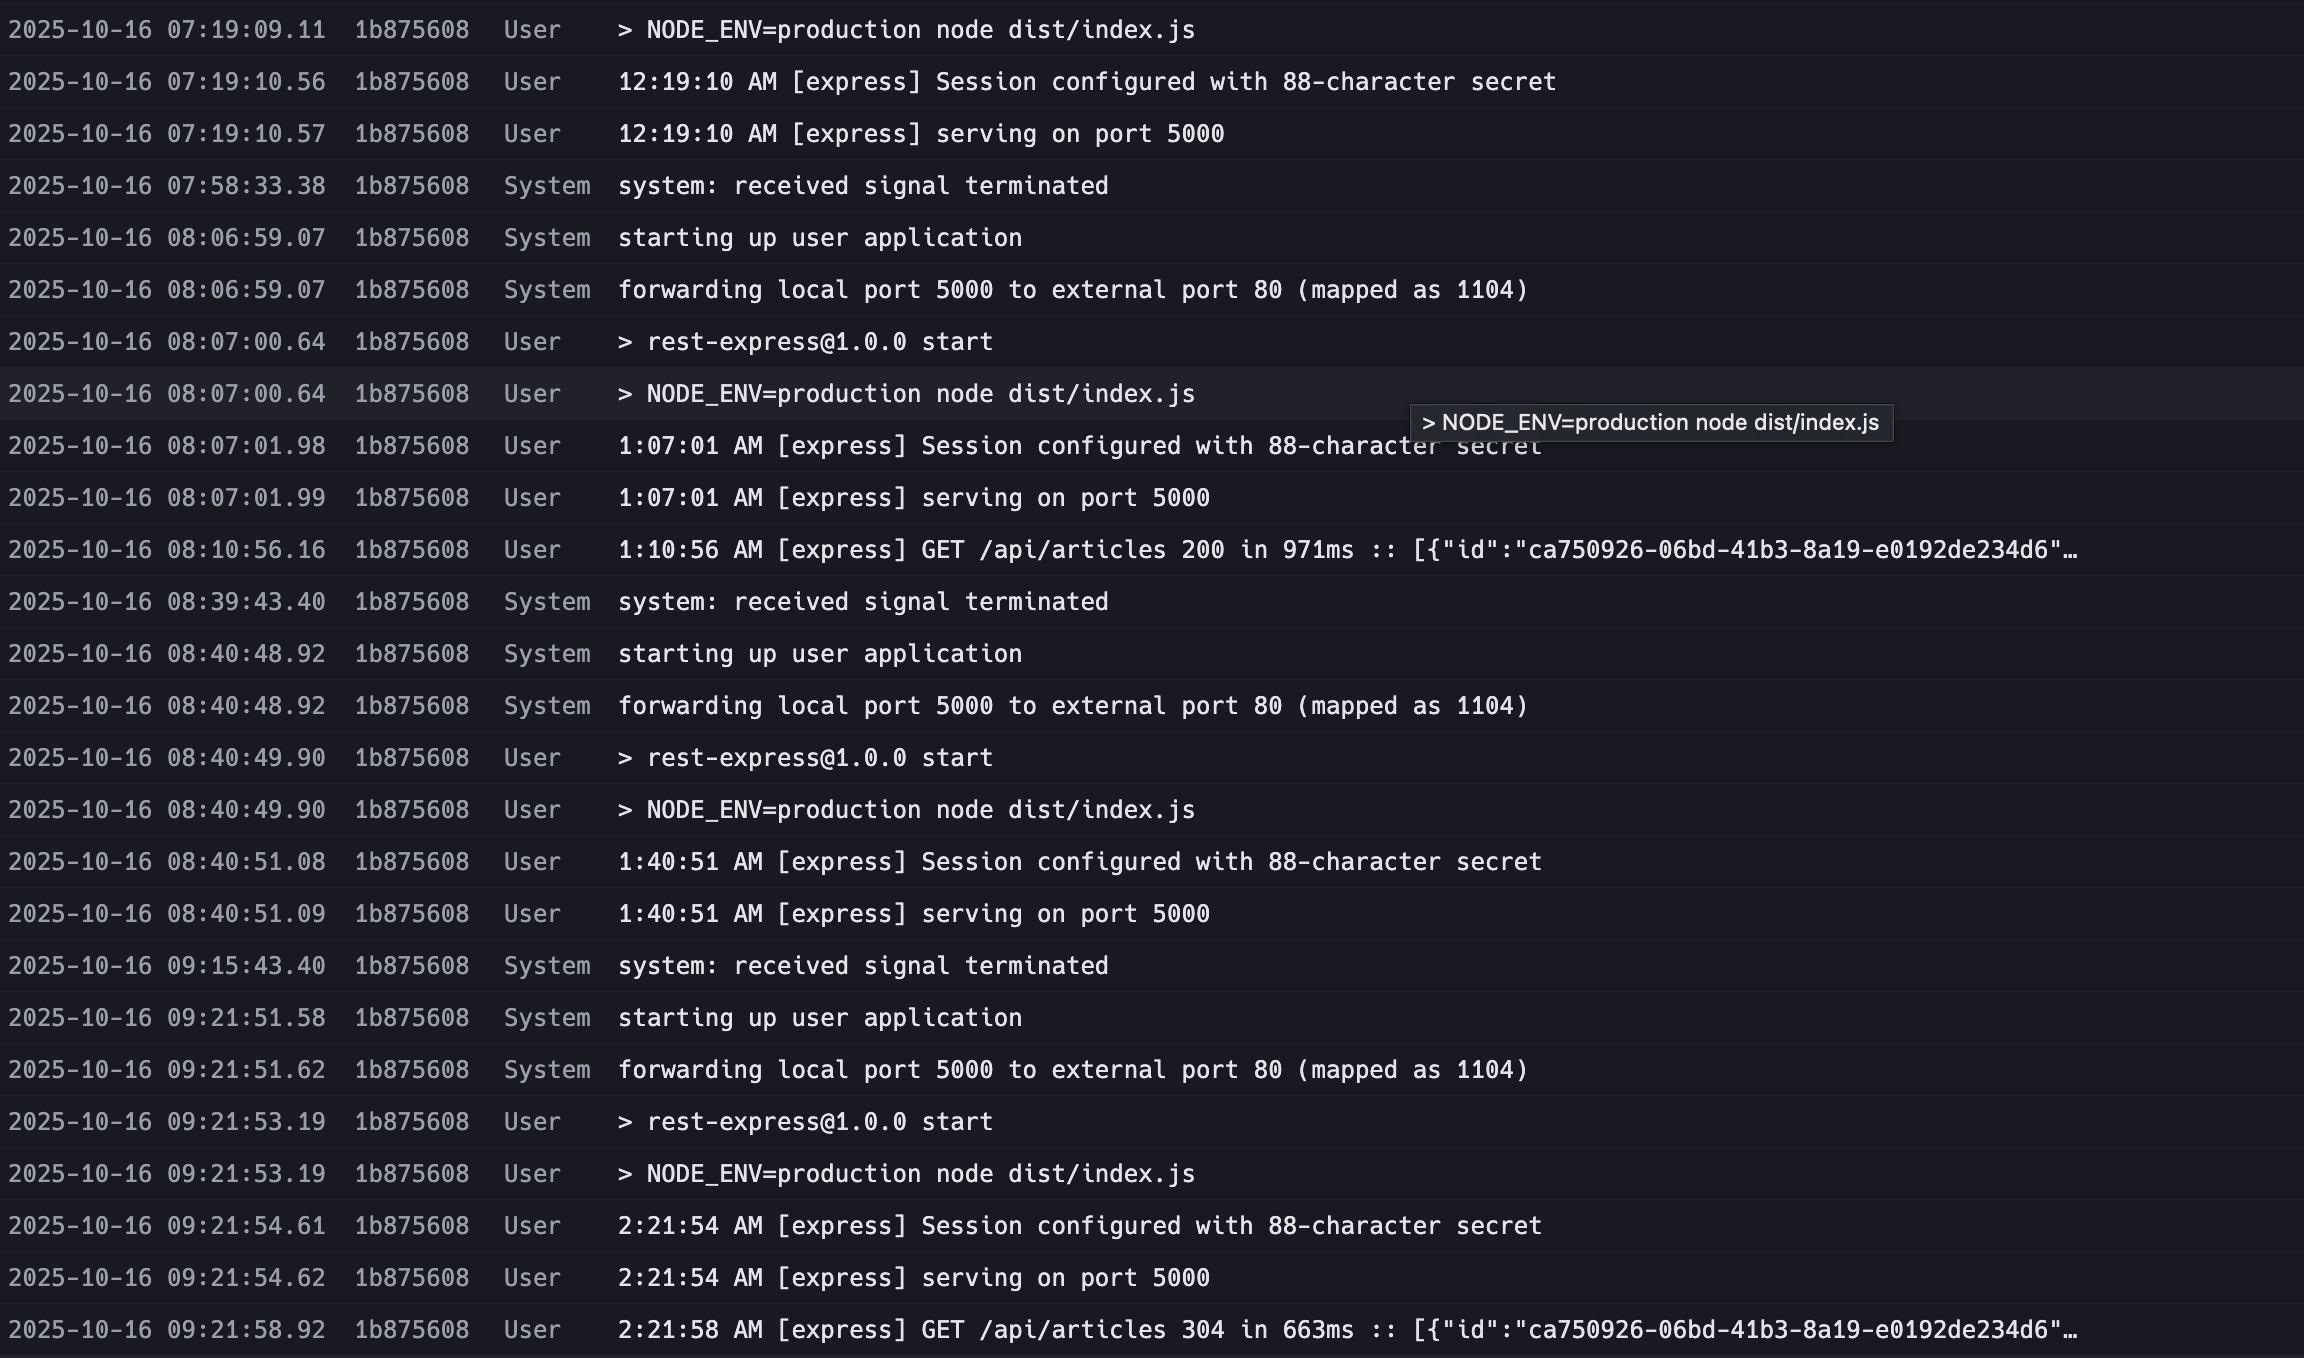 2025-10-16 07:19:09.11 1b875608 User > NODE_ENV=production node dist/index.js
2025-10-16 07:19:10.56 1b875608 User 12:19:10 AM [express] Session configured with 88-character secret
2025-10-16 07:19:10.57 1b875608 User 12:19:10 AM [express] serving on port 5000
2025-10-16 07:58:33.38 1b875608 System system: received signal terminated
2025-10-16 08:06:59.07 1b875608 System starting up user application
2025-10-16 08:06:59.07 1b875608 System forwarding local port 5000 to external port 80 (mapped as 1104)
2025-10-16 08:07:00.64 1b875608 User > rest-express@1.0.0 start
2025-10-16 08:07:00.64 1b875608 User > NODE_ENV=production node dist/index.js
> NODE_ENV=production node dist/index.js
2025-10-16 08:07:01.98 1b875608 User 1:07:01 AM [express] Session configured with 88-character secret
2025-10-16 08:07:01.99 1b875608 User 1:07:01 AM [express] serving on port 5000
2025-10-16 08:10:56.16 1b875608 User 1:10:56 AM [express] GET /api/articles 200 in 971ms :: [{"id":"ca750926-06bd-41b3-8a19-e0192de234d6"…
2025-10-16 08:39:43.40 1b875608 System system: received signal terminated
2025-10-16 08:40:48.92 1b875608 System starting up user application
2025-10-16 08:40:48.92 1b875608 System forwarding local port 5000 to external port 80 (mapped as 1104)
2025-10-16 08:40:49.90 1b875608 User > rest-express@1.0.0 start
2025-10-16 08:40:49.90 1b875608 User > NODE_ENV=production node dist/index.js
2025-10-16 08:40:51.08 1b875608 User 1:40:51 AM [express] Session configured with 88-character secret
2025-10-16 08:40:51.09 1b875608 User 1:40:51 AM [express] serving on port 5000
2025-10-16 09:15:43.40 1b875608 System system: received signal terminated
2025-10-16 09:21:51.58 1b875608 System starting up user application
2025-10-16 09:21:51.62 1b875608 System forwarding local port 5000 to external port 80 (mapped as 1104)
2025-10-16 09:21:53.19 1b875608 User > rest-express@1.0.0 start
2025-10-16 09:21:53.19 1b875608 User > NODE_ENV=production node dist/index.js
2025-10-16 09:21:54.61 1b875608 User 2:21:54 AM [express] Session configured with 88-character secret
2025-10-16 09:21:54.62 1b875608 User 2:21:54 AM [express] serving on port 5000
2025-10-16 09:21:58.92 1b875608 User 2:21:58 AM [express] GET /api/articles 304 in 663ms :: [{"id":"ca750926-06bd-41b3-8a19-e0192de234d6"…